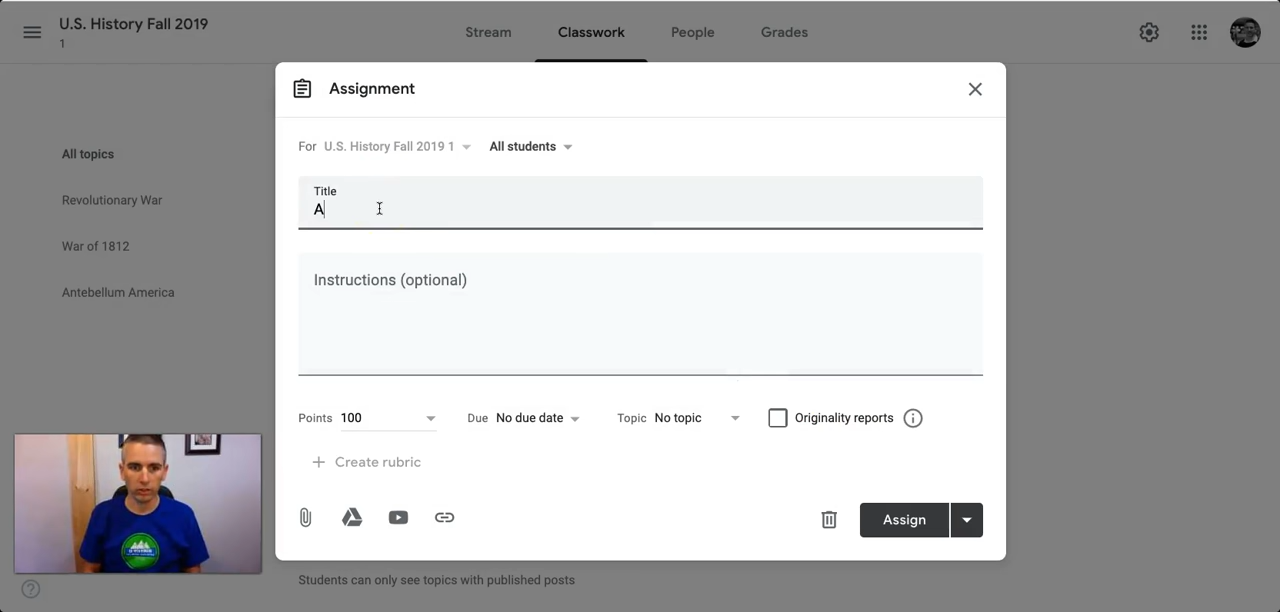 U.S. History Fall 2019
1
Stream Classwork People Grades
Assignment
For U.S. History Fall 2019 1 All students
All topics
Title
A
Revolutionary War
War of 1812
Instructions (optional)
Antebellum America
Points 100 Due No due date Topic No topic Originality reports
Create rubric
Assign
Students can only see topics with published posts